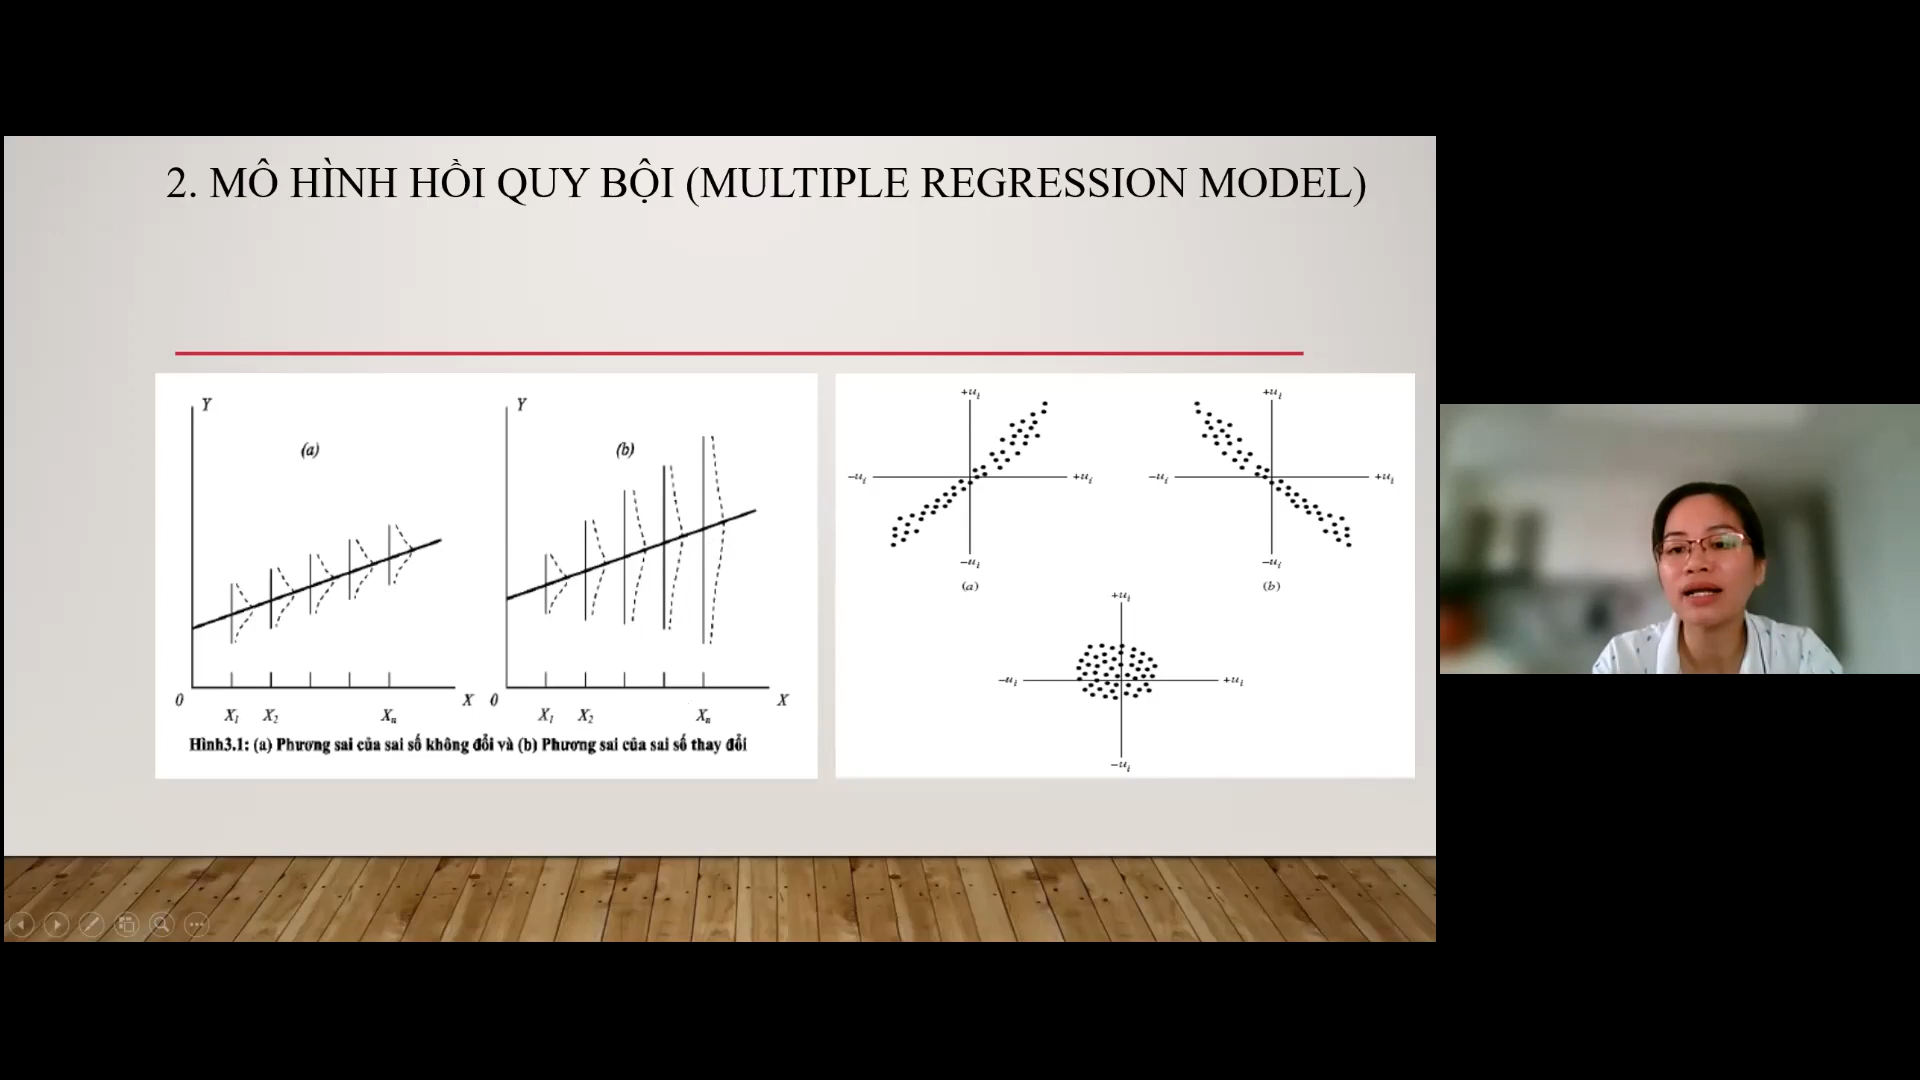 2. MÔ HÌNH HỒI QUY BỘI (MULTIPLE REGRESSION MODEL)
Y
(a)
0
X₁ X₂ Xₙ
X
Y
(b)
0
X₁ X₂ Xₙ
X
Hình3.1: (a) Phương sai của sai số không đổi và (b) Phương sai của sai số thay đổi
+uᵢ
−uᵢ +uᵢ
−uᵢ
(a)
+uᵢ
−uᵢ +uᵢ
−uᵢ
(b)
+uᵢ
−uᵢ +uᵢ
−uᵢ